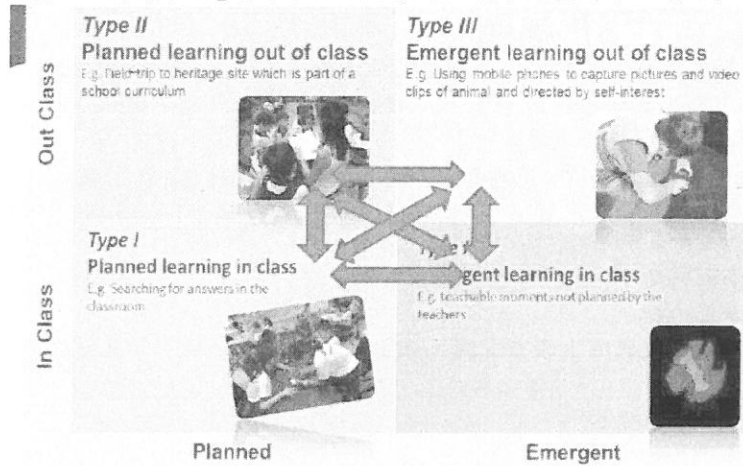 Type II
Planned learning out of class
E.g. Field-trip to heritage site which is part of a
school curriculum
Type III
Emergent learning out of class
E.g. Using mobile phones to capture pictures and video
clips of animal and directed by self-interest
Out Class
Type I
Planned learning in class
E.g. Searching for answers in the
classroom
gent learning in class
E.g. teachable moments not planned by the
teachers
In Class
Planned
Emergent